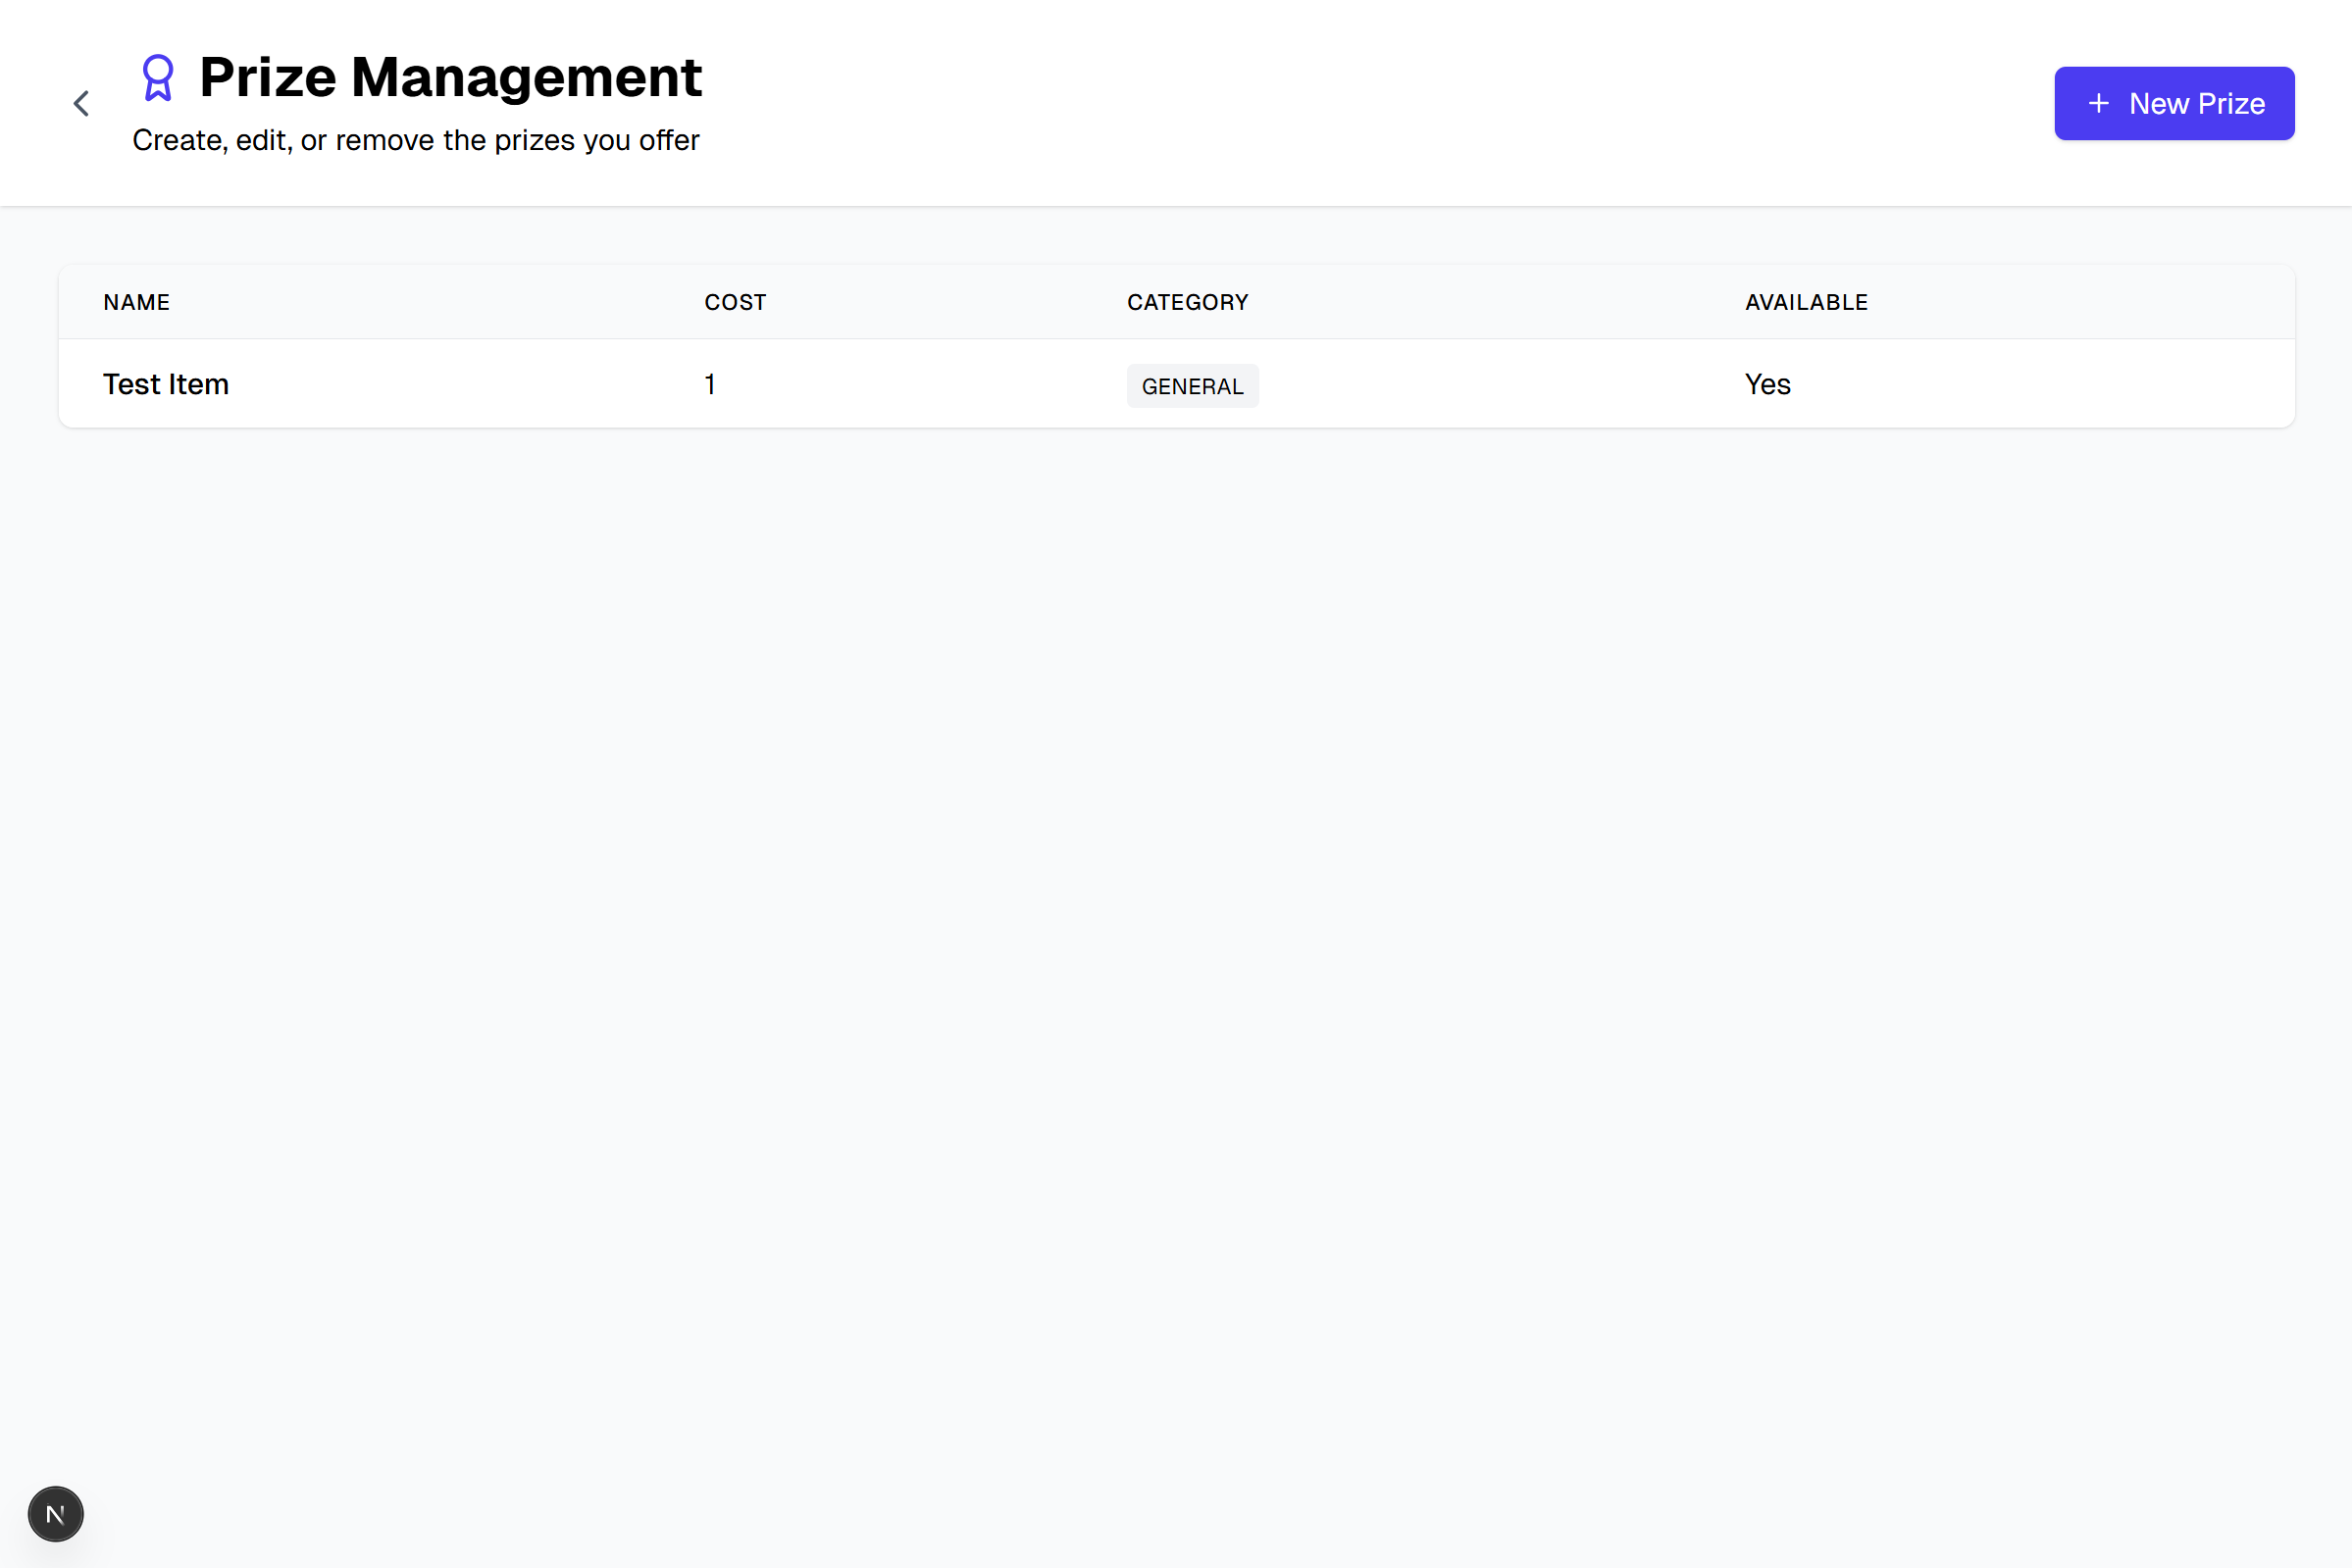 Prize Management
Create, edit, or remove the prizes you offer
+ New Prize
NAME COST CATEGORY AVAILABLE
Test Item 1 GENERAL Yes
N